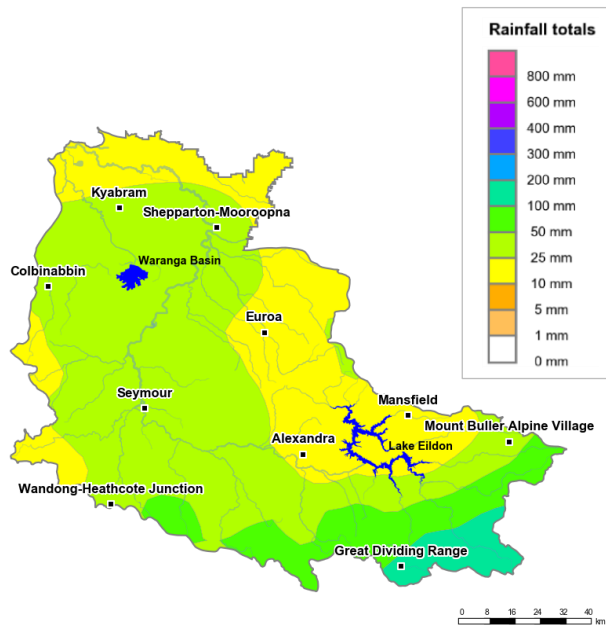 Rainfall totals
800 mm
600 mm
400 mm
300 mm
200 mm
100 mm
50 mm
25 mm
10 mm
5 mm
1 mm
0 mm
Kyabram
Shepparton-Mooroopna
Waranga Basin
Colbinabbin
Euroa
Seymour
Mansfield
Mount Buller Alpine Village
Alexandra
Lake Eildon
Wandong-Heathcote Junction
Great Dividing Range
0 8 16 24 32 40
km